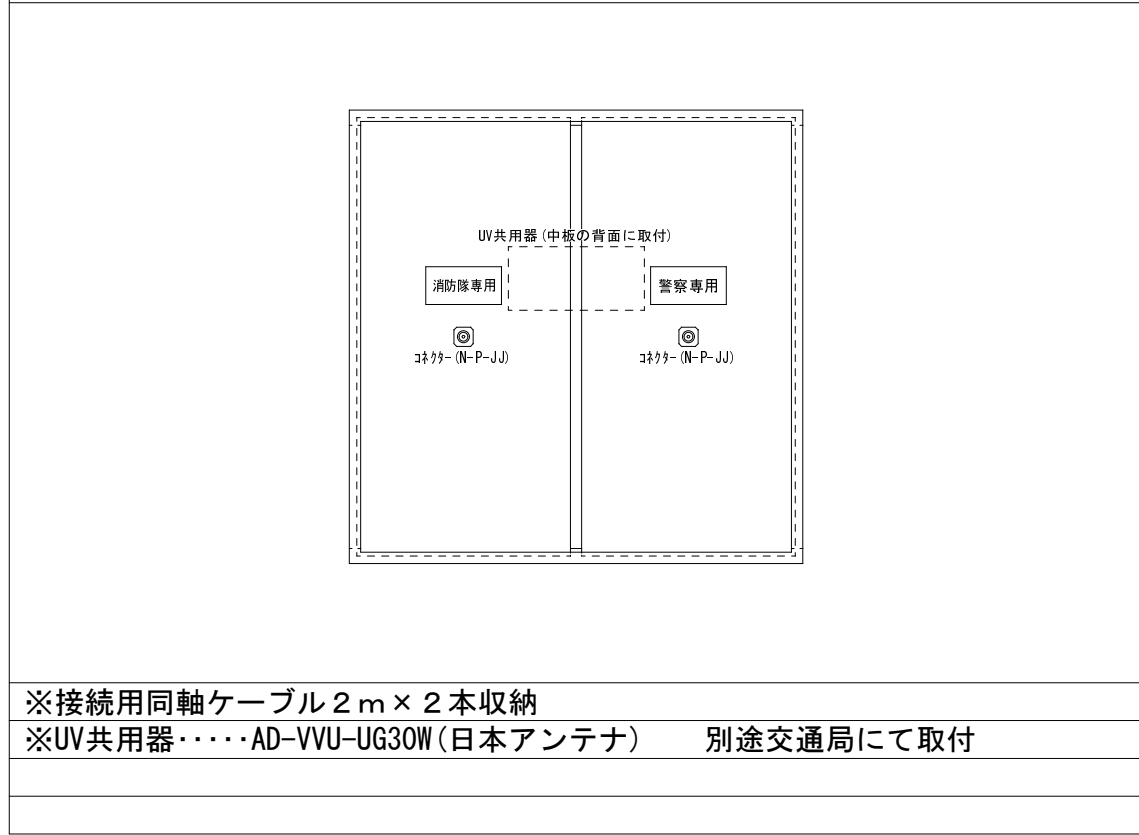 UV共用器(中板の背面に取付)
消防隊専用
警察専用
ｺﾈｸﾀｰ(N-P-JJ)
ｺﾈｸﾀｰ(N-P-JJ)
※接続用同軸ケーブル２ｍ×２本収納
※UV共用器・・・・・AD-VVU-UG30W(日本アンテナ)　　別途交通局にて取付